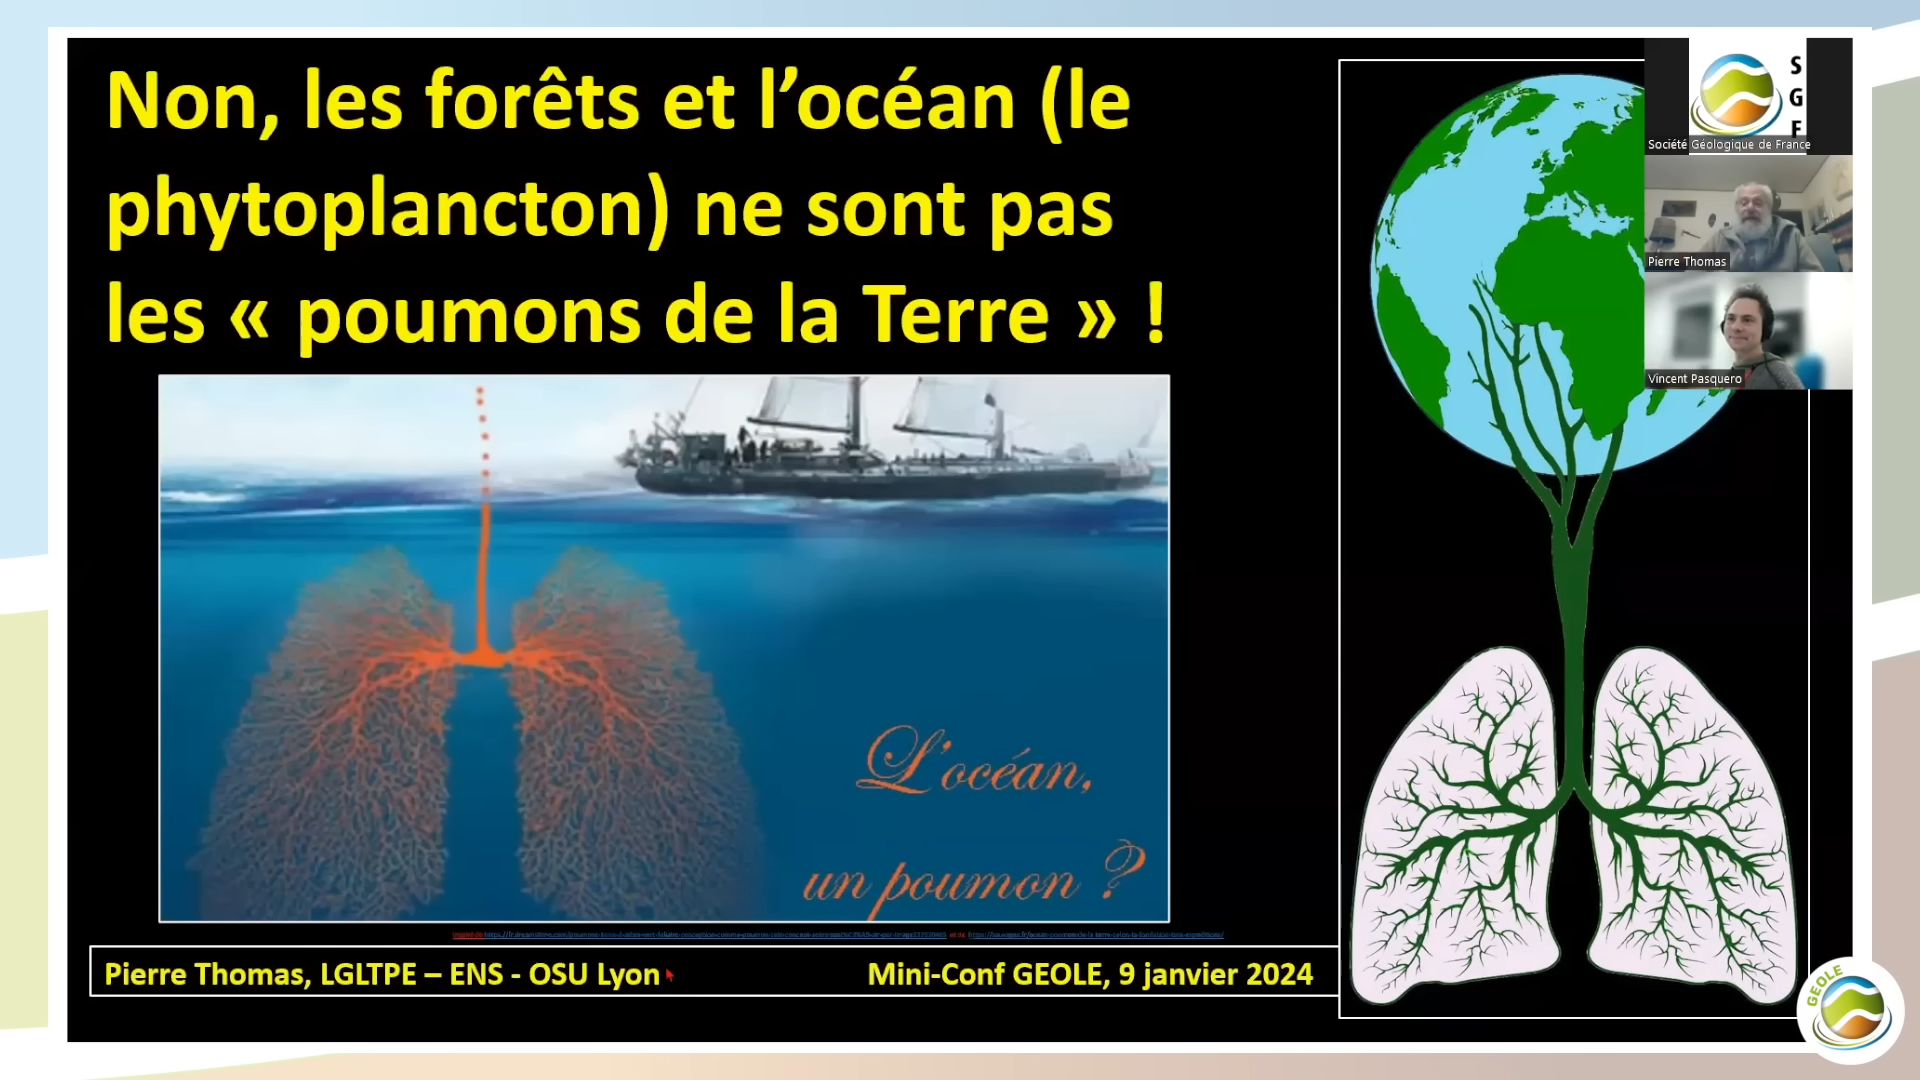 Non, les forêts et l’océan (le
phytoplancton) ne sont pas
les « poumons de la Terre » !
L'océan,
un poumon ?
Pierre Thomas, LGLTPE – ENS - OSU Lyon
Mini-Conf GEOLE, 9 janvier 2024
S
G
F
Société Géologique de France
Pierre Thomas
Vincent Pasquero
GEOLE